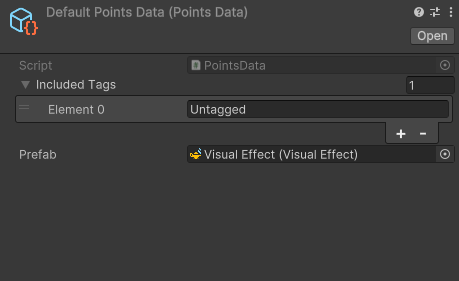 Default Points Data (Points Data)
Open
Script PointsData
Included Tags 1
Element 0 Untagged
+ -
Prefab Visual Effect (Visual Effect)